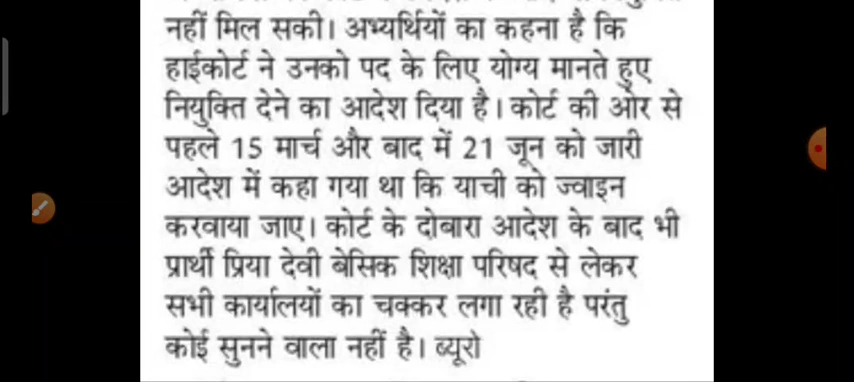 नहीं मिल सकी। अभ्यर्थियों का कहना है कि
हाईकोर्ट ने उनको पद के लिए योग्य मानते हुए
नियुक्ति देने का आदेश दिया है। कोर्ट की ओर से
पहले 15 मार्च और बाद में 21 जून को जारी
आदेश में कहा गया था कि याची को ज्वाइन
करवाया जाए। कोर्ट के दोबारा आदेश के बाद भी
प्रार्थी प्रिया देवी बेसिक शिक्षा परिषद से लेकर
सभी कार्यालयों का चक्कर लगा रही है परंतु
कोई सुनने वाला नहीं है। ब्यूरो